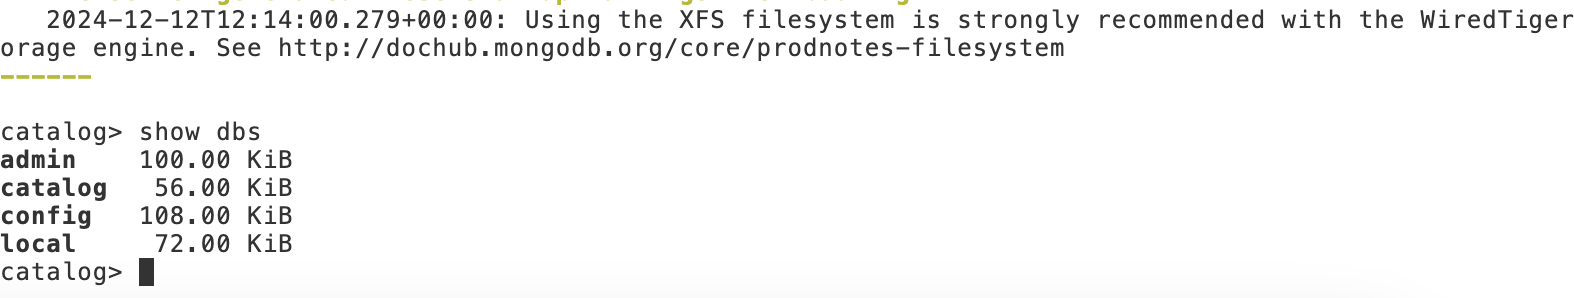 2024-12-12T12:14:00.279+00:00: Using the XFS filesystem is strongly recommended with the WiredTiger
orage engine. See http://dochub.mongodb.org/core/prodnotes-filesystem
------
catalog> show dbs
admin    100.00 KiB
catalog   56.00 KiB
config   108.00 KiB
local     72.00 KiB
catalog>